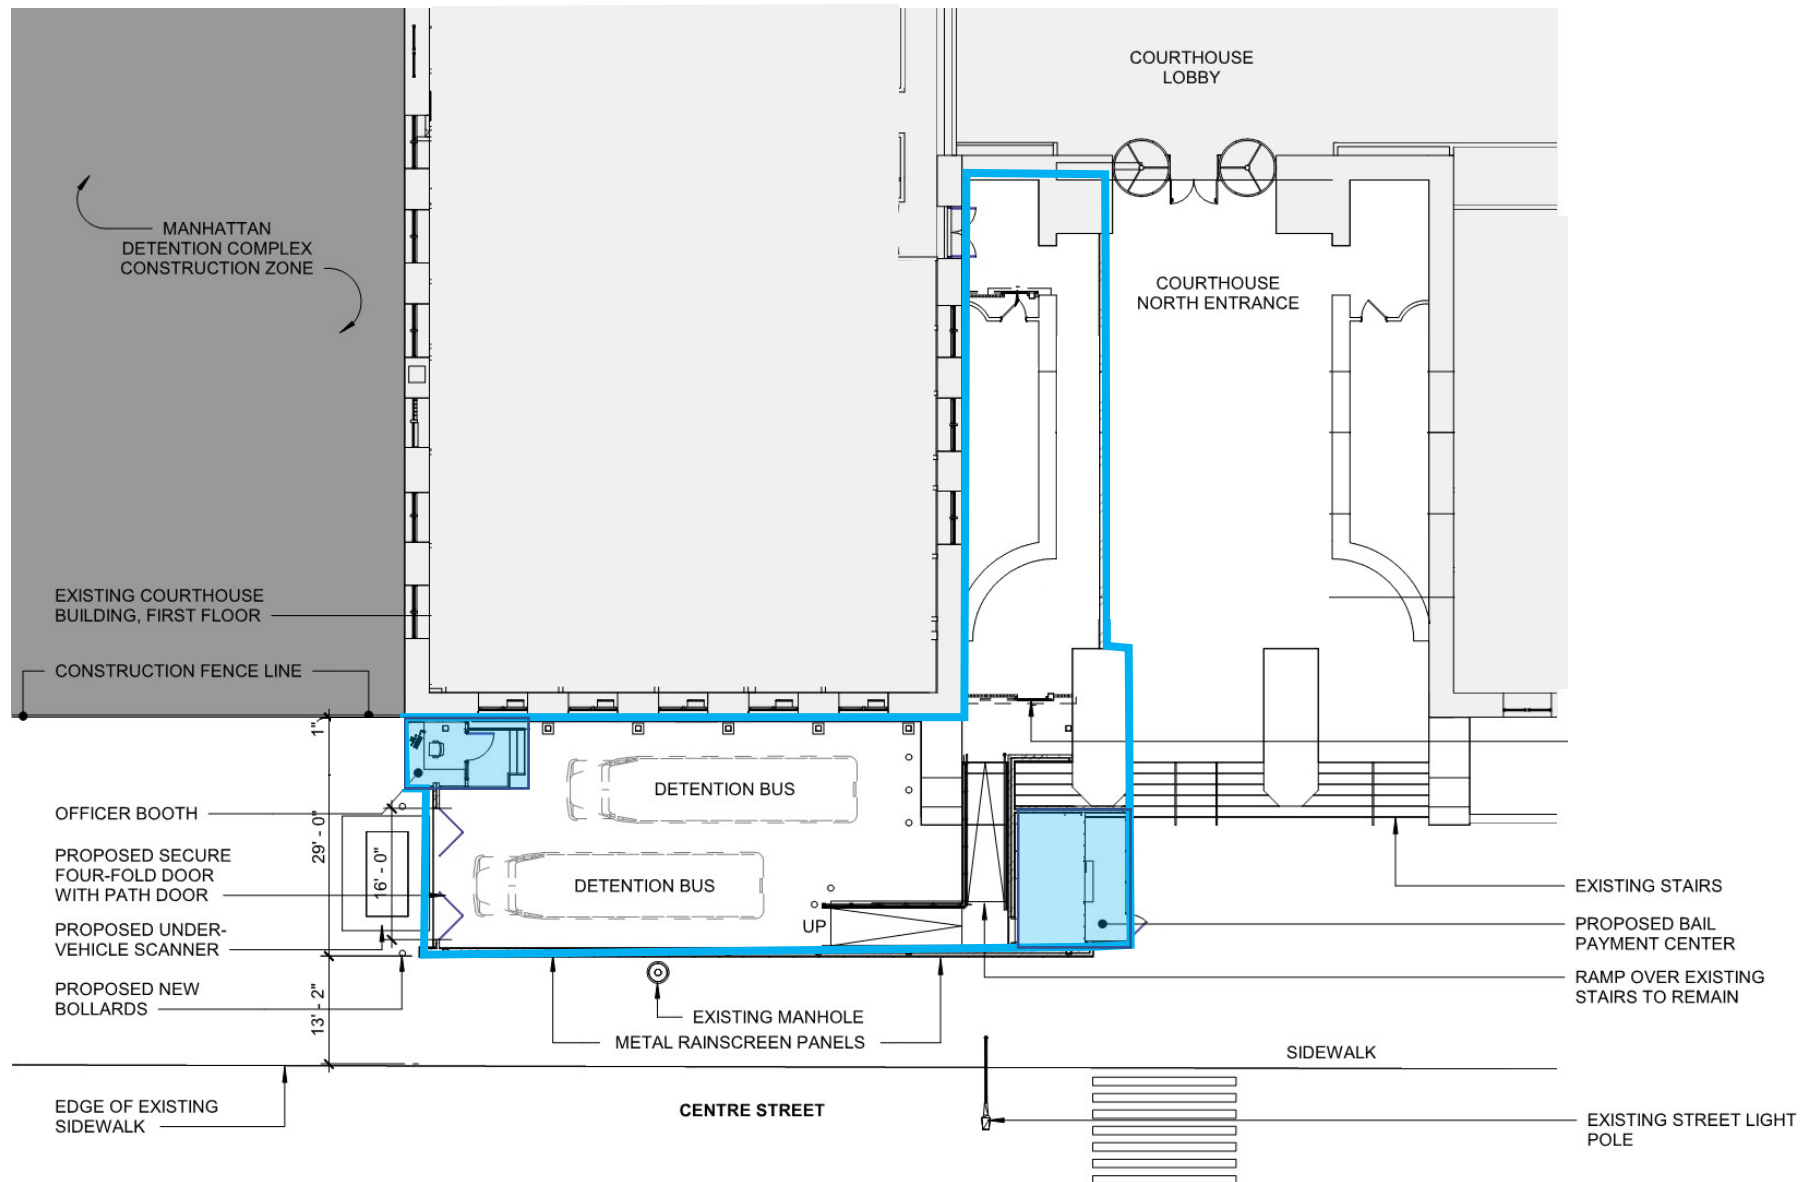 COURTHOUSE
LOBBY
MANHATTAN
DETENTION COMPLEX
CONSTRUCTION ZONE
COURTHOUSE
NORTH ENTRANCE
EXISTING COURTHOUSE
BUILDING, FIRST FLOOR
CONSTRUCTION FENCE LINE
1"
29' - 0"
16' - 0"
13' - 2"
DETENTION BUS
DETENTION BUS
UP
OFFICER BOOTH
PROPOSED SECURE
FOUR-FOLD DOOR
WITH PATH DOOR
PROPOSED UNDER-
VEHICLE SCANNER
PROPOSED NEW
BOLLARDS
EXISTING STAIRS
PROPOSED BAIL
PAYMENT CENTER
RAMP OVER EXISTING
STAIRS TO REMAIN
EXISTING MANHOLE
METAL RAINSCREEN PANELS
SIDEWALK
EDGE OF EXISTING
SIDEWALK
CENTRE STREET
EXISTING STREET LIGHT
POLE